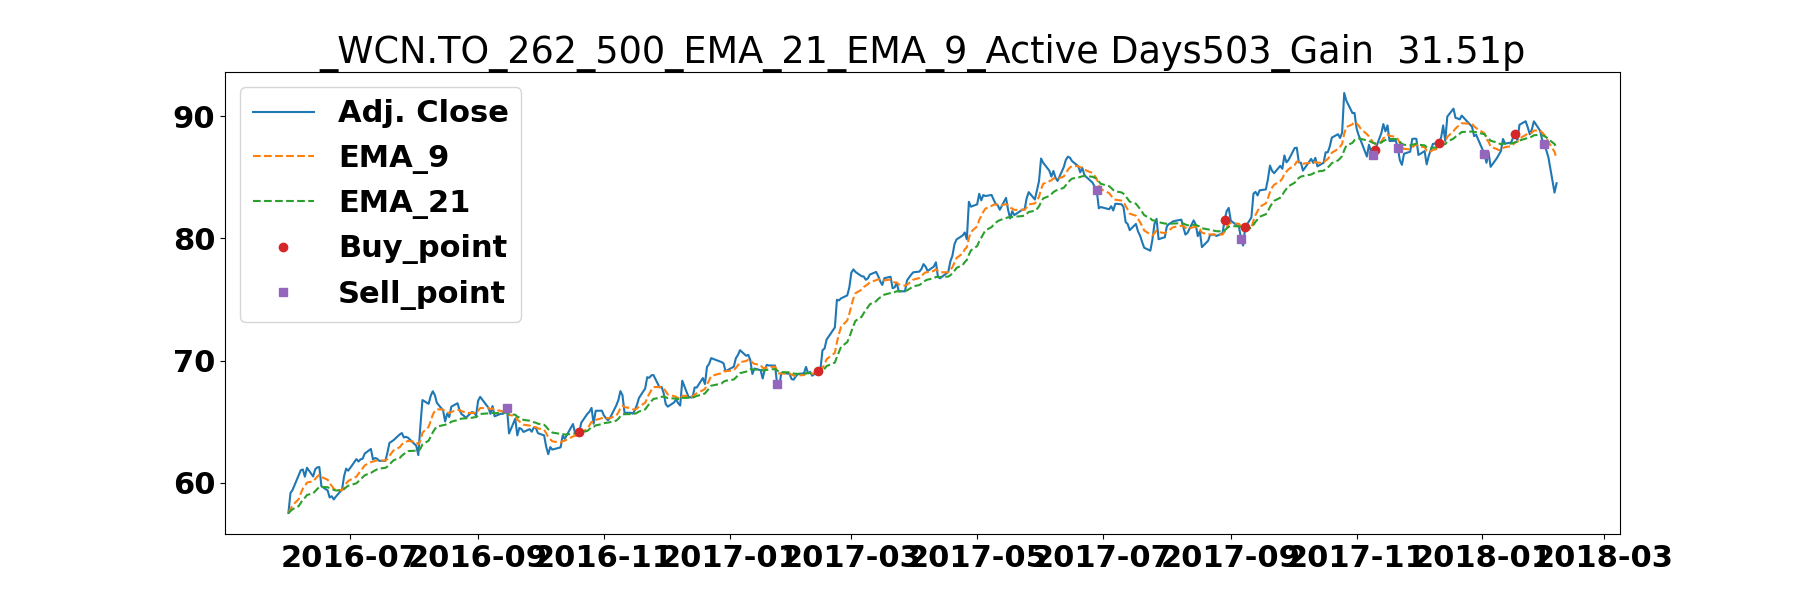 _WCN.TO_262_500_EMA_21_EMA_9_Active Days503_Gain  31.51p
Adj. Close
EMA_9
EMA_21
Buy_point
Sell_point
90
80
70
60
2016-07 2016-09 2016-11 2017-01 2017-03 2017-05 2017-07 2017-09 2017-11 2018-01 2018-03